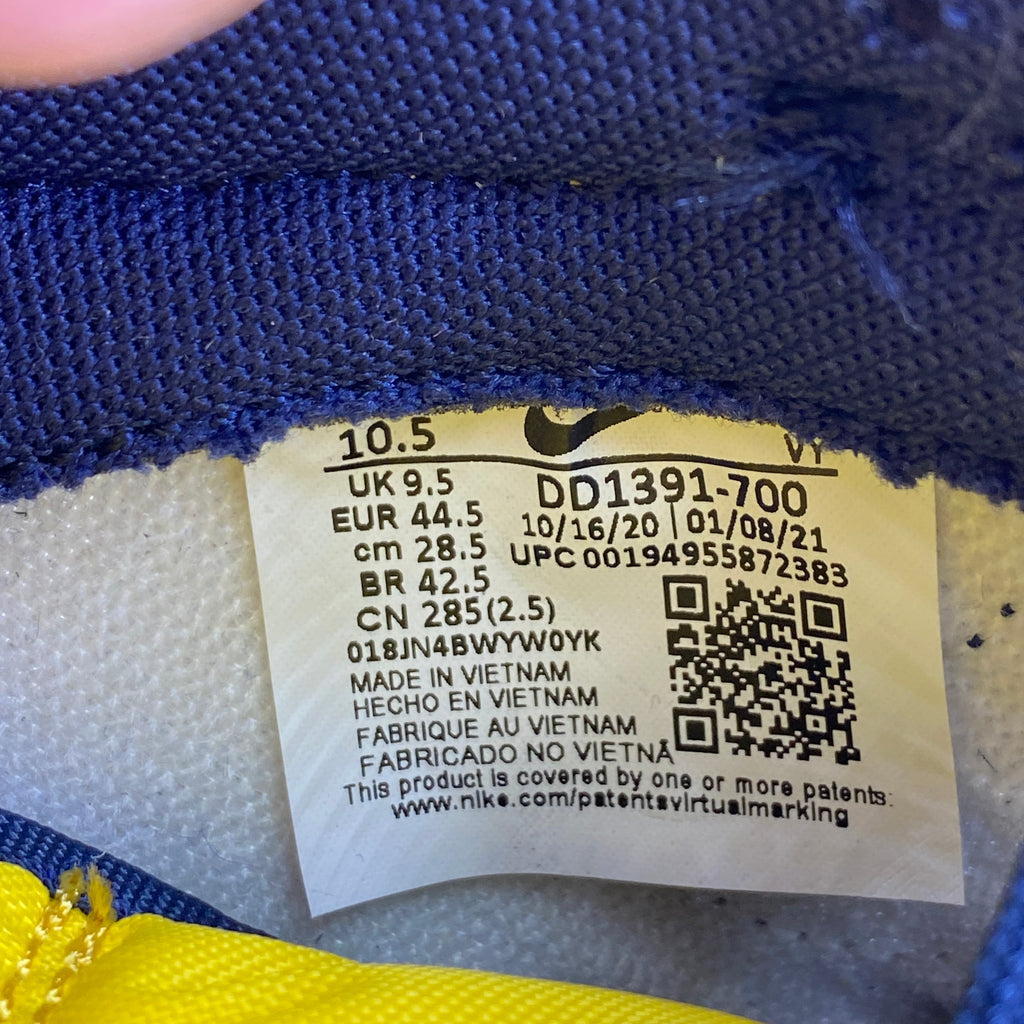 10.5 VY
UK 9.5
EUR 44.5
cm 28.5
BR 42.5
CN 285(2.5)
DD1391-700
10/16/20 | 01/08/21
UPC 00194955872383
018JN4BWYW0YK
MADE IN VIETNAM
HECHO EN VIETNAM
FABRIQUE AU VIETNAM
FABRICADO NO VIETNÃ
This product is covered by one or more patents:
www.nike.com/patentsvirtualmarking